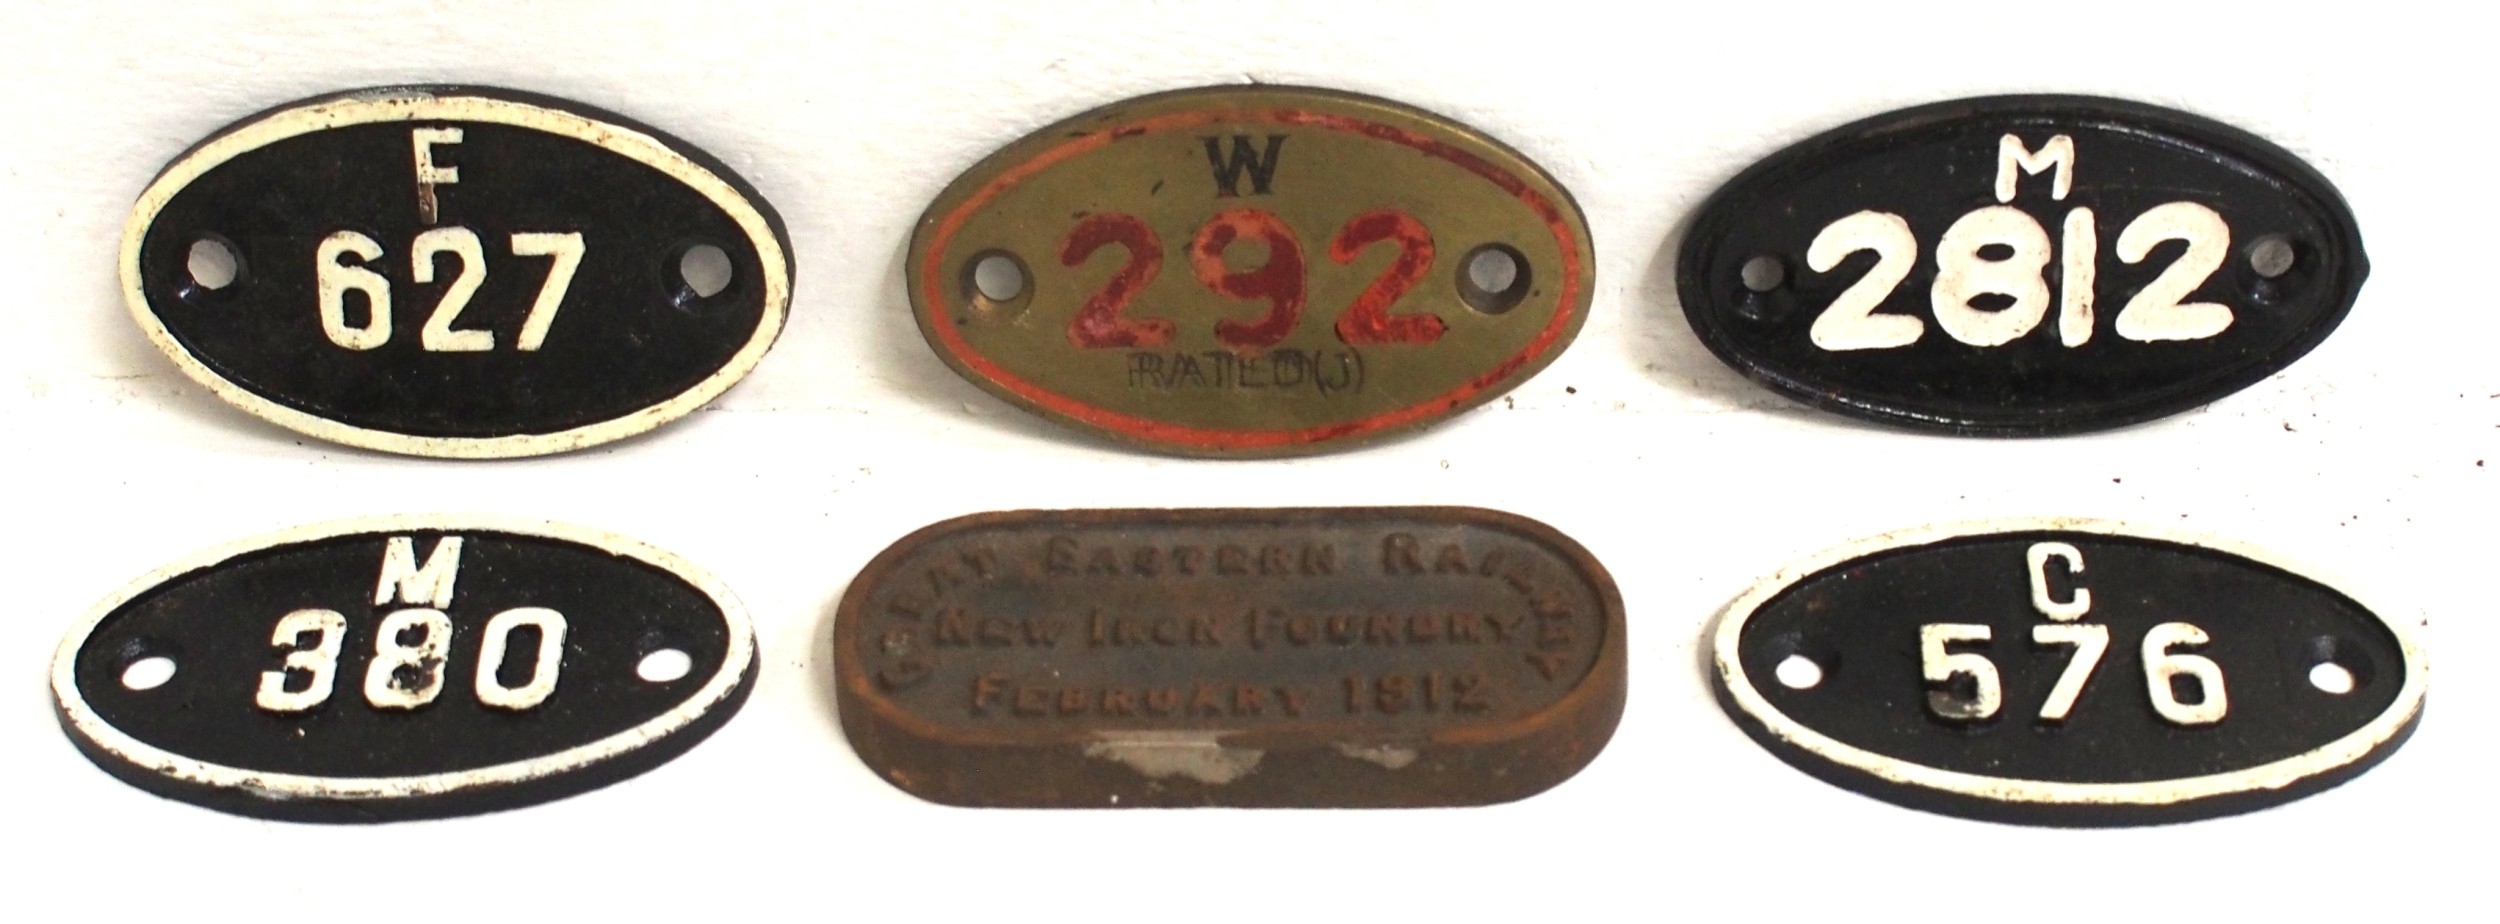 F
627
W
292
RATED(J)
M
2812
M
380
GREAT EASTERN RAILWAY
NEW IRON FOUNDRY
FEBRUARY 1912
C
576